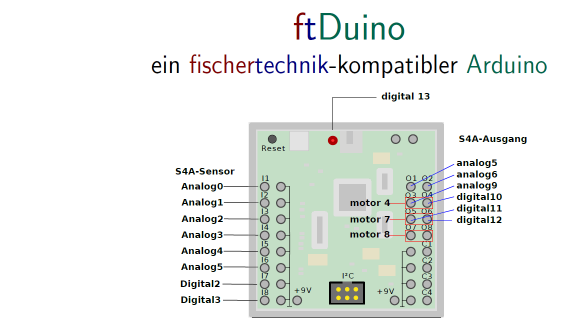 ftDuino
ein fischertechnik-kompatibler Arduino
digital 13
Reset
S4A-Ausgang
S4A-Sensor
Analog0
Analog1
Analog2
Analog3
Analog4
Analog5
Digital2
Digital3
I1
I2
I3
I4
I5
I6
I7
I8
+9V
I²C
+9V
motor 4
motor 7
motor 8
O1 O2
O3 O4
O5 O6
O7 O8
C1
C2
C3
C4
analog5
analog6
analog9
digital10
digital11
digital12